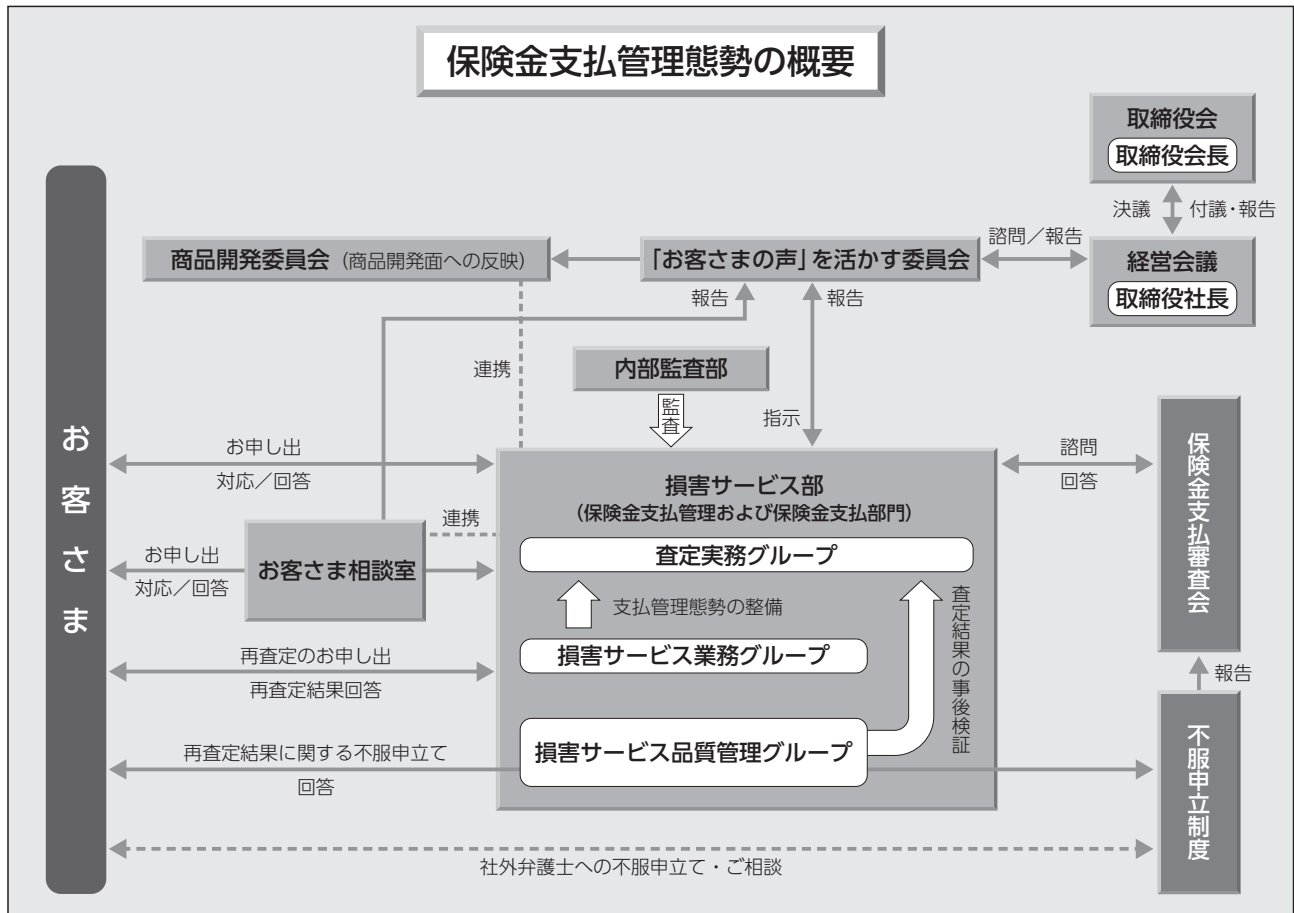 保険金支払管理態勢の概要
取締役会
取締役会長
決議
付議・報告
商品開発委員会（商品開発面への反映）
「お客さまの声」を活かす委員会
諮問／報告
経営会議
取締役社長
報告
報告
連携
内部監査部
監査
指示
お客さま
お申し出
対応／回答
損害サービス部
（保険金支払管理および保険金支払部門）
諮問
回答
保険金支払審査会
連携
お申し出
対応／回答
お客さま相談室
査定実務グループ
支払管理態勢の整備
査定結果の事後検証
損害サービス業務グループ
再査定のお申し出
再査定結果回答
報告
損害サービス品質管理グループ
再査定結果に関する不服申立て
回答
不服申立制度
社外弁護士への不服申立て・ご相談